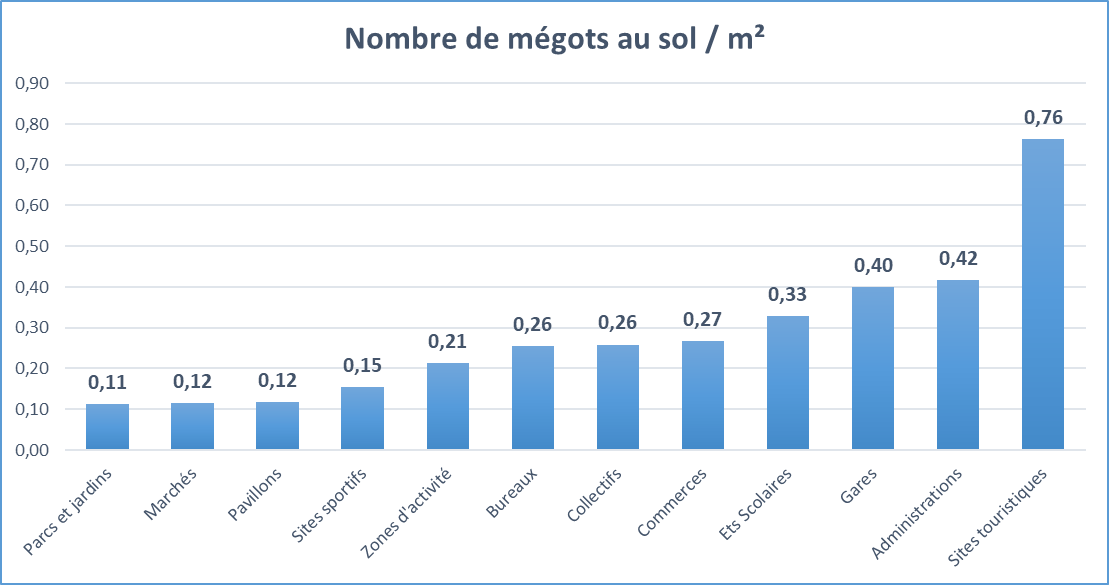 Nombre de mégots au sol / m²
0,90
0,80
0,70
0,60
0,50
0,40
0,30
0,20
0,10
0,00
0,11
0,12
0,12
0,15
0,21
0,26
0,26
0,27
0,33
0,40
0,42
0,76
Parcs et jardins
Marchés
Pavillons
Sites sportifs
Zones d'activité
Bureaux
Collectifs
Commerces
Ets Scolaires
Gares
Administrations
Sites touristiques